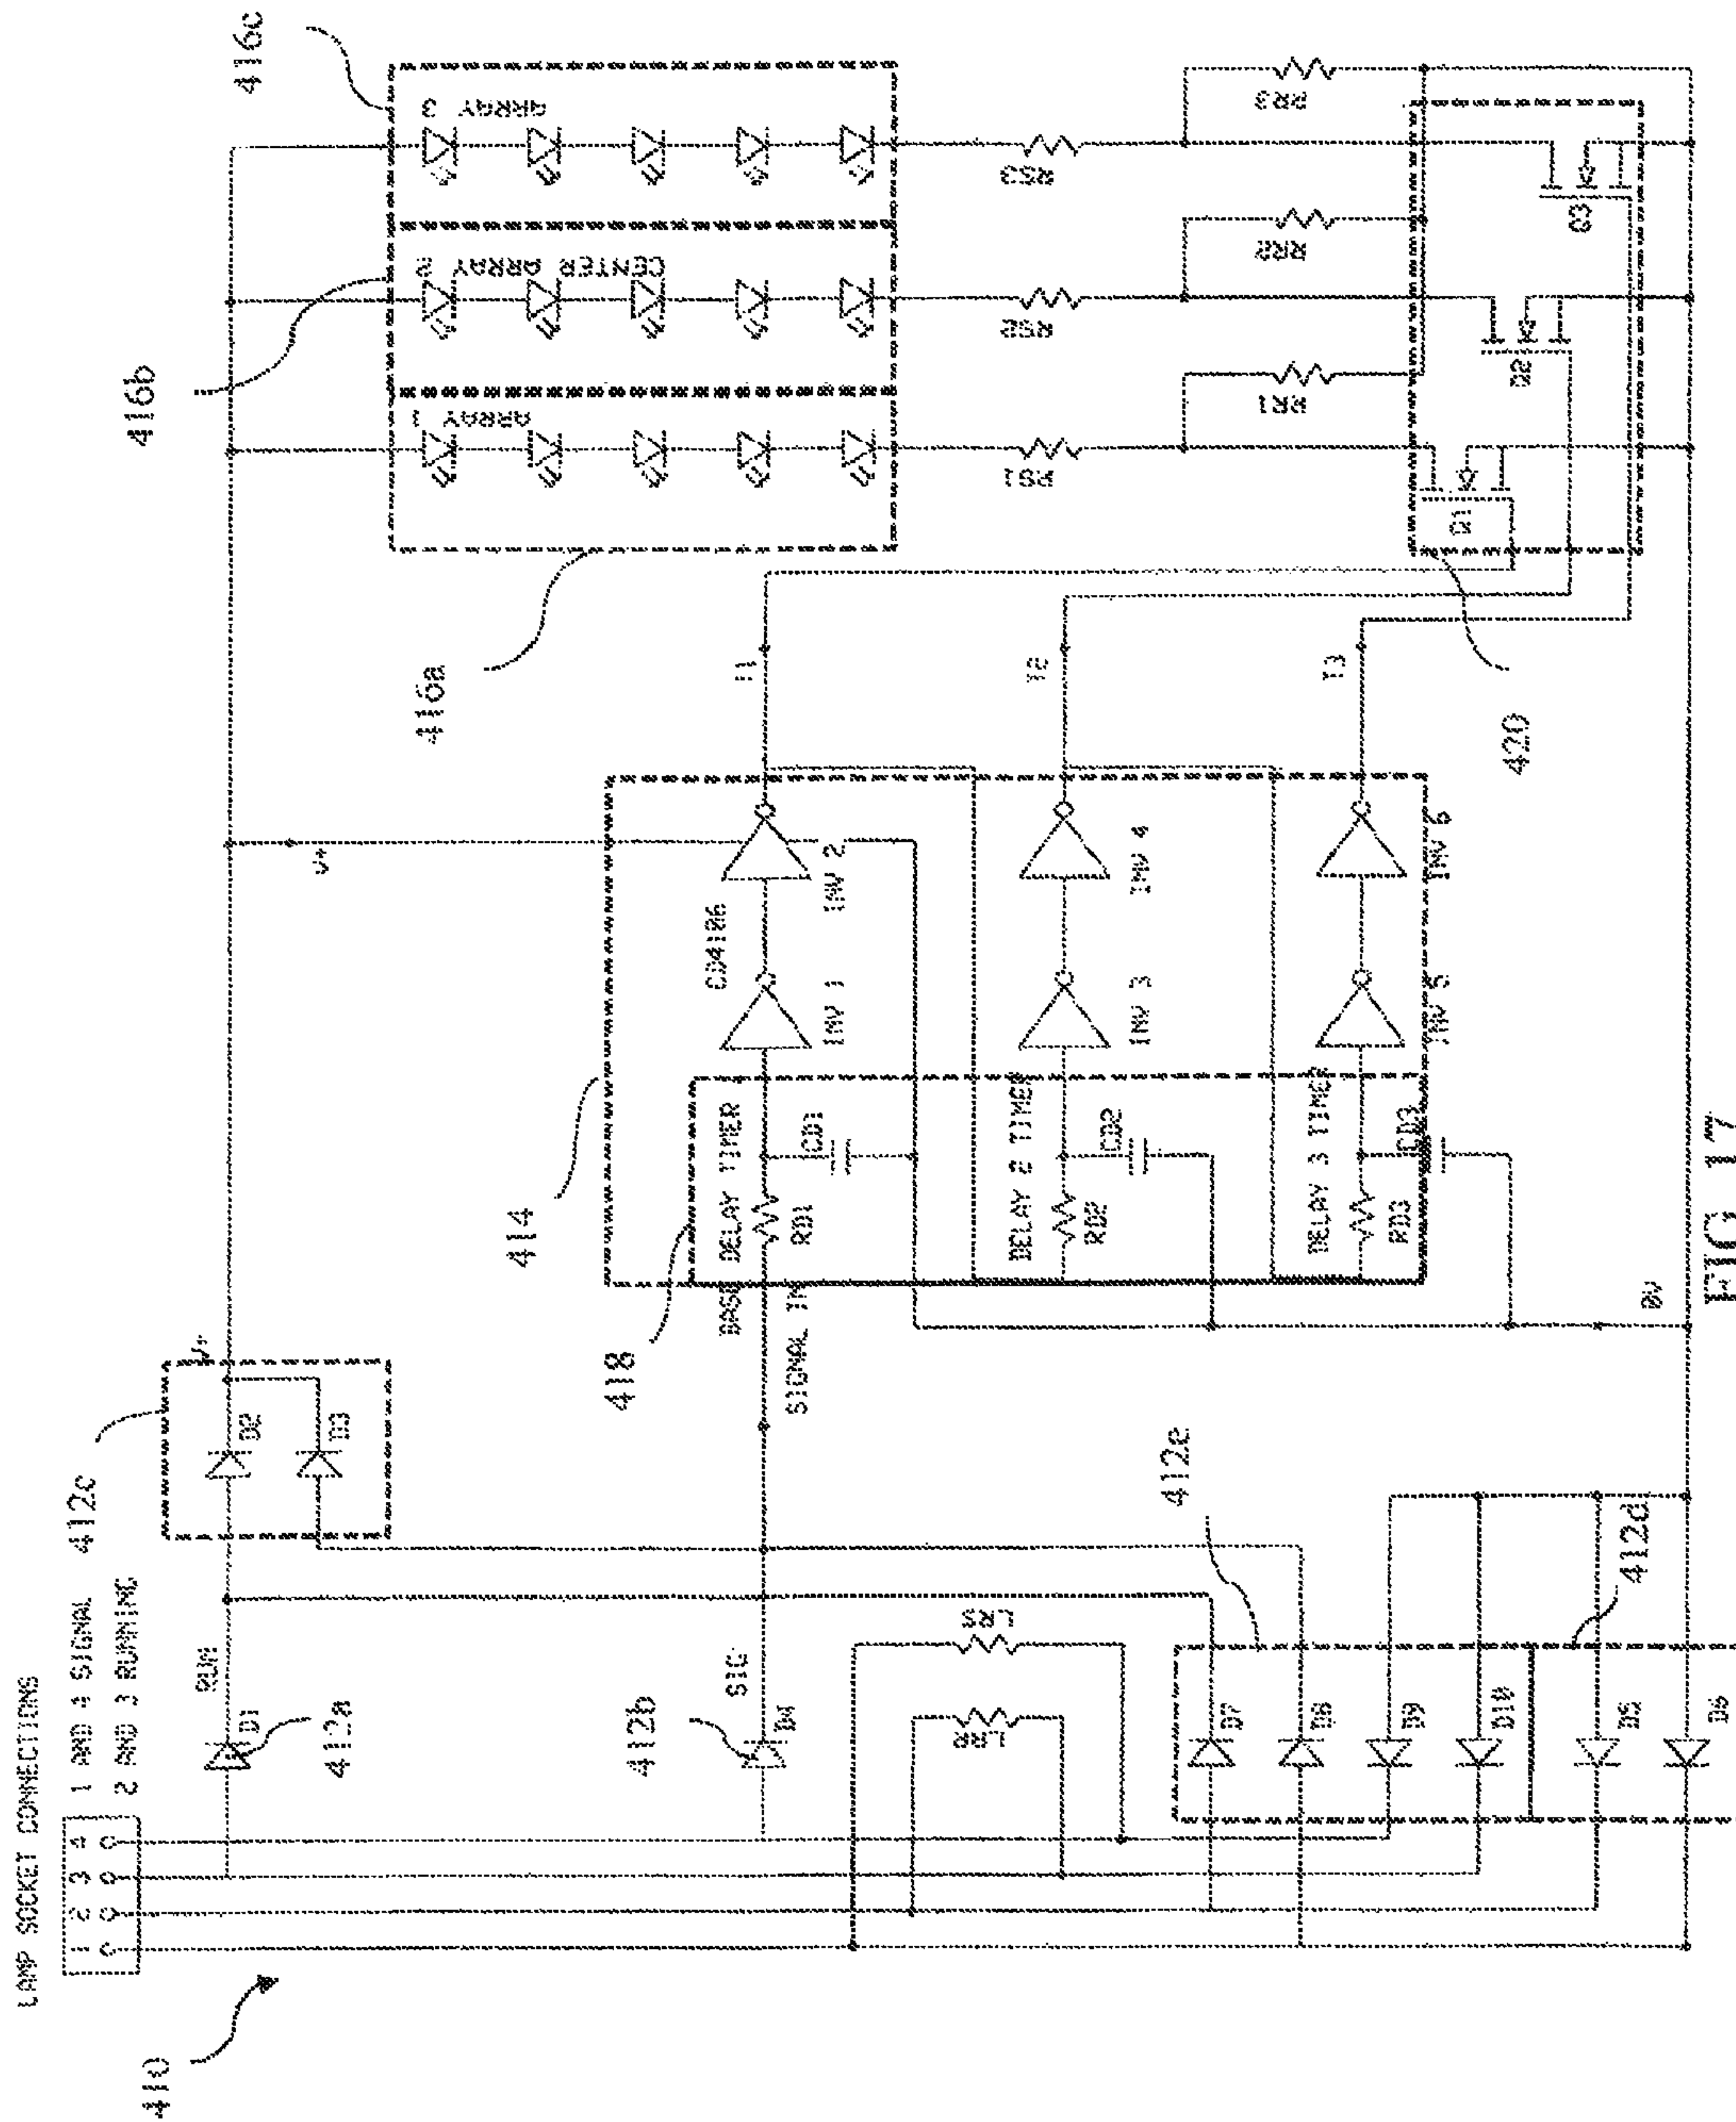 LAMP SOCKET CONNECTIONS
1 2 3 4
1 AND 4 SIGNAL
2 AND 3 RUNNING
410
412c
RUN
D1
412a
D2
D3
V+
SIG
D4
412b
LRR
LRS
412e
D7
D8
D9
D10
D5
D6
412d
V+
414
418
BASE DELAY TIMER
SIGNAL IN
RD1
CD1
INV 1
CD4106
INV 2
T1
DELAY 2 TIMER
RD2
CD2
INV 3
INV 4
T2
DELAY 3 TIMER
RD3
CD3
INV 5
INV 6
T3
0V
416a
416b
416c
ARRAY 1
CENTER ARRAY 2
ARRAY 3
RS1
RS2
RS3
RR1
RR2
RR3
Q1
Q2
Q3
420
FIG 17